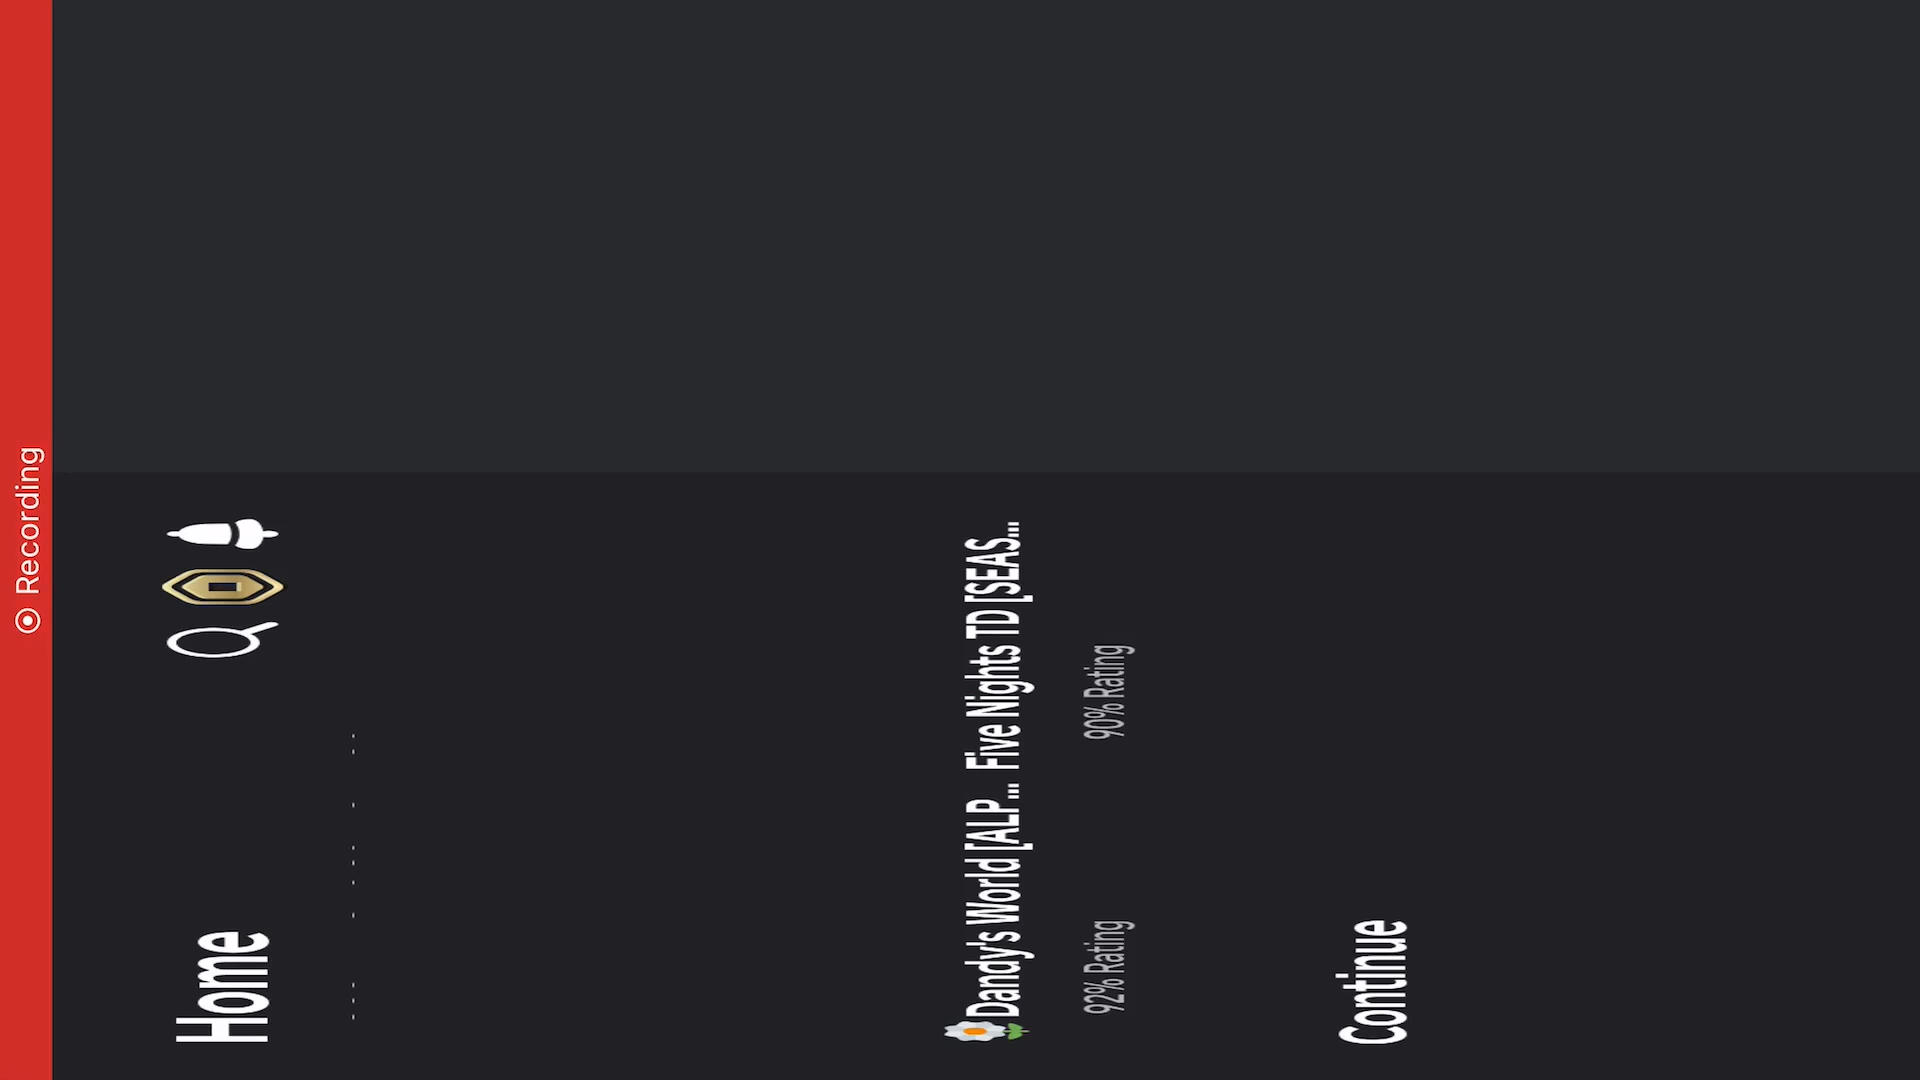 Recording
Home
Dandy's World [ALP... Five Nights TD [SEAS...
92% Rating 90% Rating
Continue